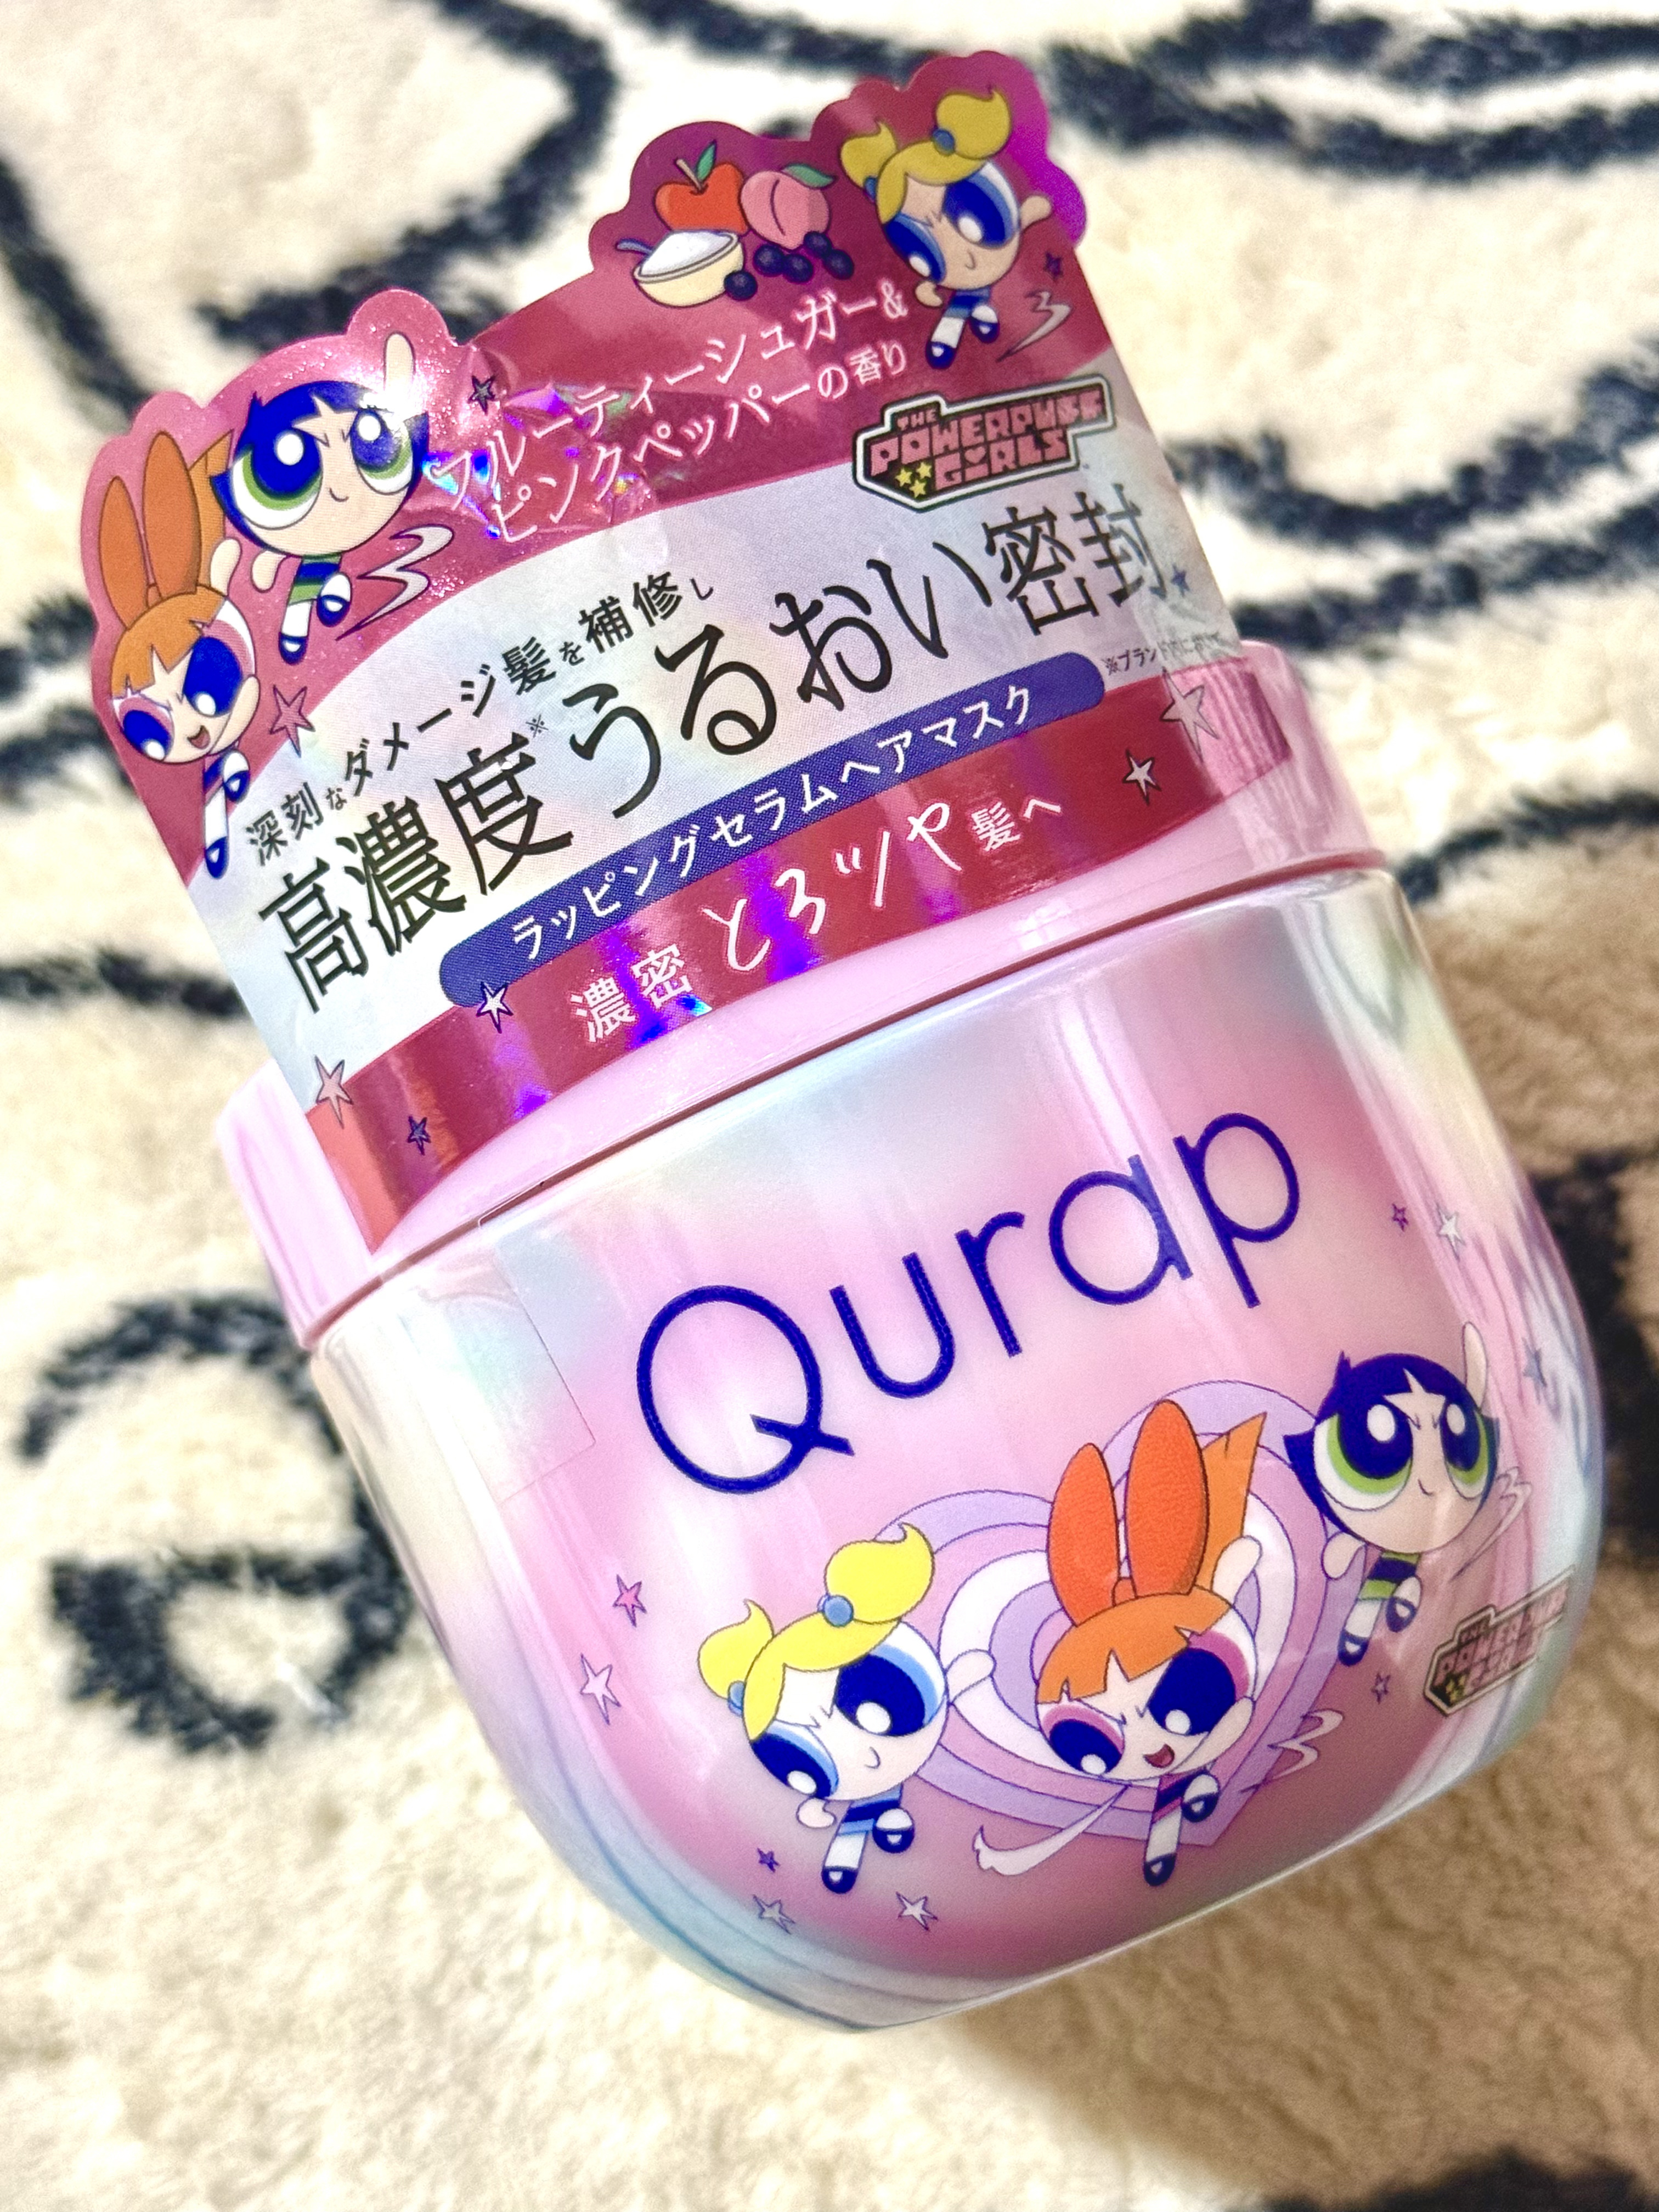 フルーティーシュガー&
ピンクペッパーの香り
THE
POWERPUFF
GIRLS
深刻なダメージ髪を補修し
高濃度※うるおい密封
ラッピングセラムヘアマスク
濃密とろツヤ髪へ
Qurap
THE
POWERPUFF
GIRLS